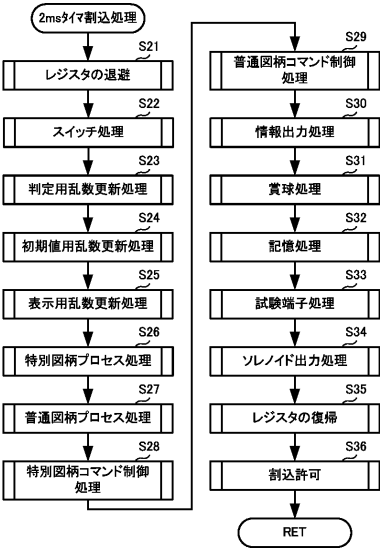 2msタイマ割込処理
S21
レジスタの退避
S22
スイッチ処理
S23
判定用乱数更新処理
S24
初期値用乱数更新処理
S25
表示用乱数更新処理
S26
特別図柄プロセス処理
S27
普通図柄プロセス処理
S28
特別図柄コマンド制御
処理
S29
普通図柄コマンド制御
処理
S30
情報出力処理
S31
賞球処理
S32
記憶処理
S33
試験端子処理
S34
ソレノイド出力処理
S35
レジスタの復帰
S36
割込許可
RET